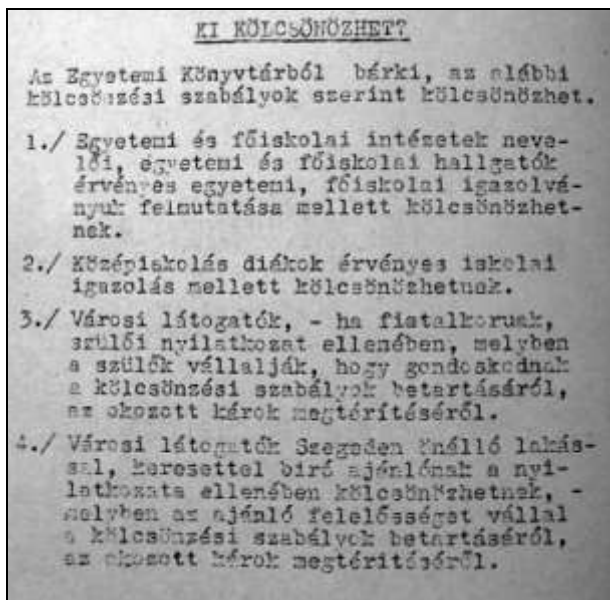 KI KÖLCSÖNÖZHET?
Az Egyetemi Könyvtárból bárki, az alábbi
kölcsönzési szabályok szerint kölcsönözhet.
1./ Egyetemi és főiskolai intézetek neve-
lői, egyetemi és főiskolai hallgatók
érvényes egyetemi, főiskolai igazolvá-
nyuk felmutatása mellett kölcsönözhet-
nek.
2./ Középiskolás diákok érvényes iskolai
igazolás mellett kölcsönözhetnek.
3./ Városi látogatók, - ha fiatalkoruak,
szülői nyilatkozat ellenében, melyben
a szülők vállalják, hogy gondoskodnak
a kölcsönzési szabályok betartásáról,
az okozott károk megtérítéséről.
4./ Városi látogatók Szegeden önálló lakás-
sal, keresettel biró ajánlónak a nyi-
latkozata ellenében kölcsönözhetnek, -
melyben az ajánló felelősséget vállal
a kölcsönzési szabályok betartásáról,
az okozott károk megtérítéséről.